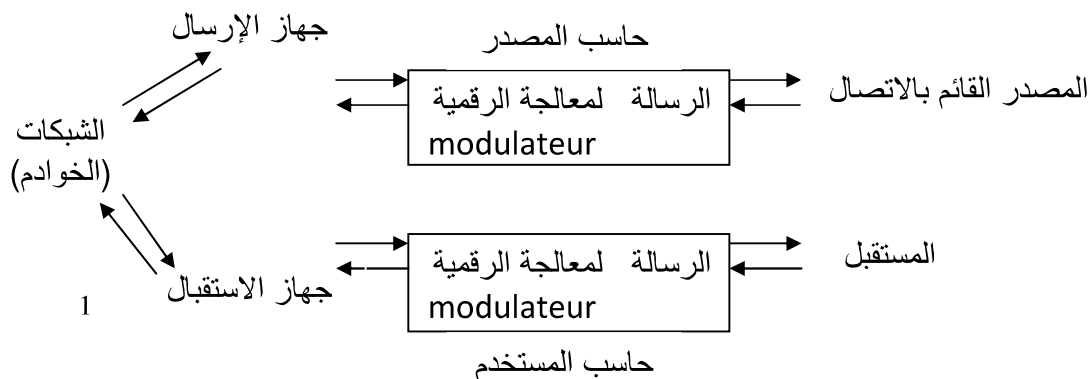 جهاز الإرسال
حاسب المصدر
المصدر القائم بالاتصال
الرسالة لمعالجة الرقمية
modulateur
الشبكات
(الخوادم)
المستقبل
الرسالة لمعالجة الرقمية
modulateur
جهاز الاستقبال
1
حاسب المستخدم